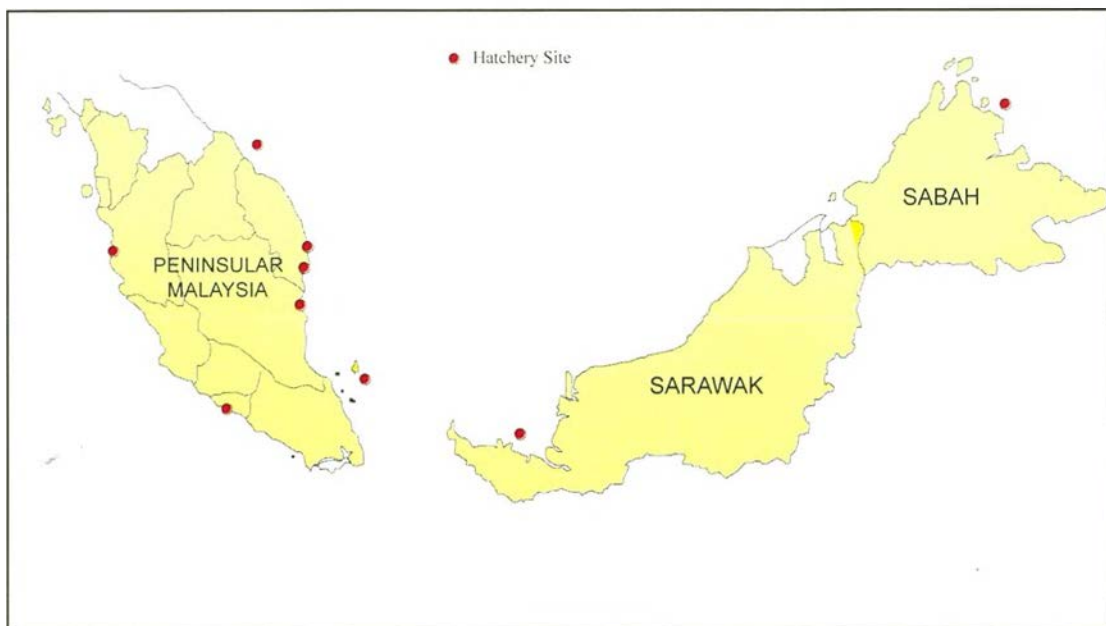 Hatchery Site
SABAH
PENINSULAR
MALAYSIA
SARAWAK